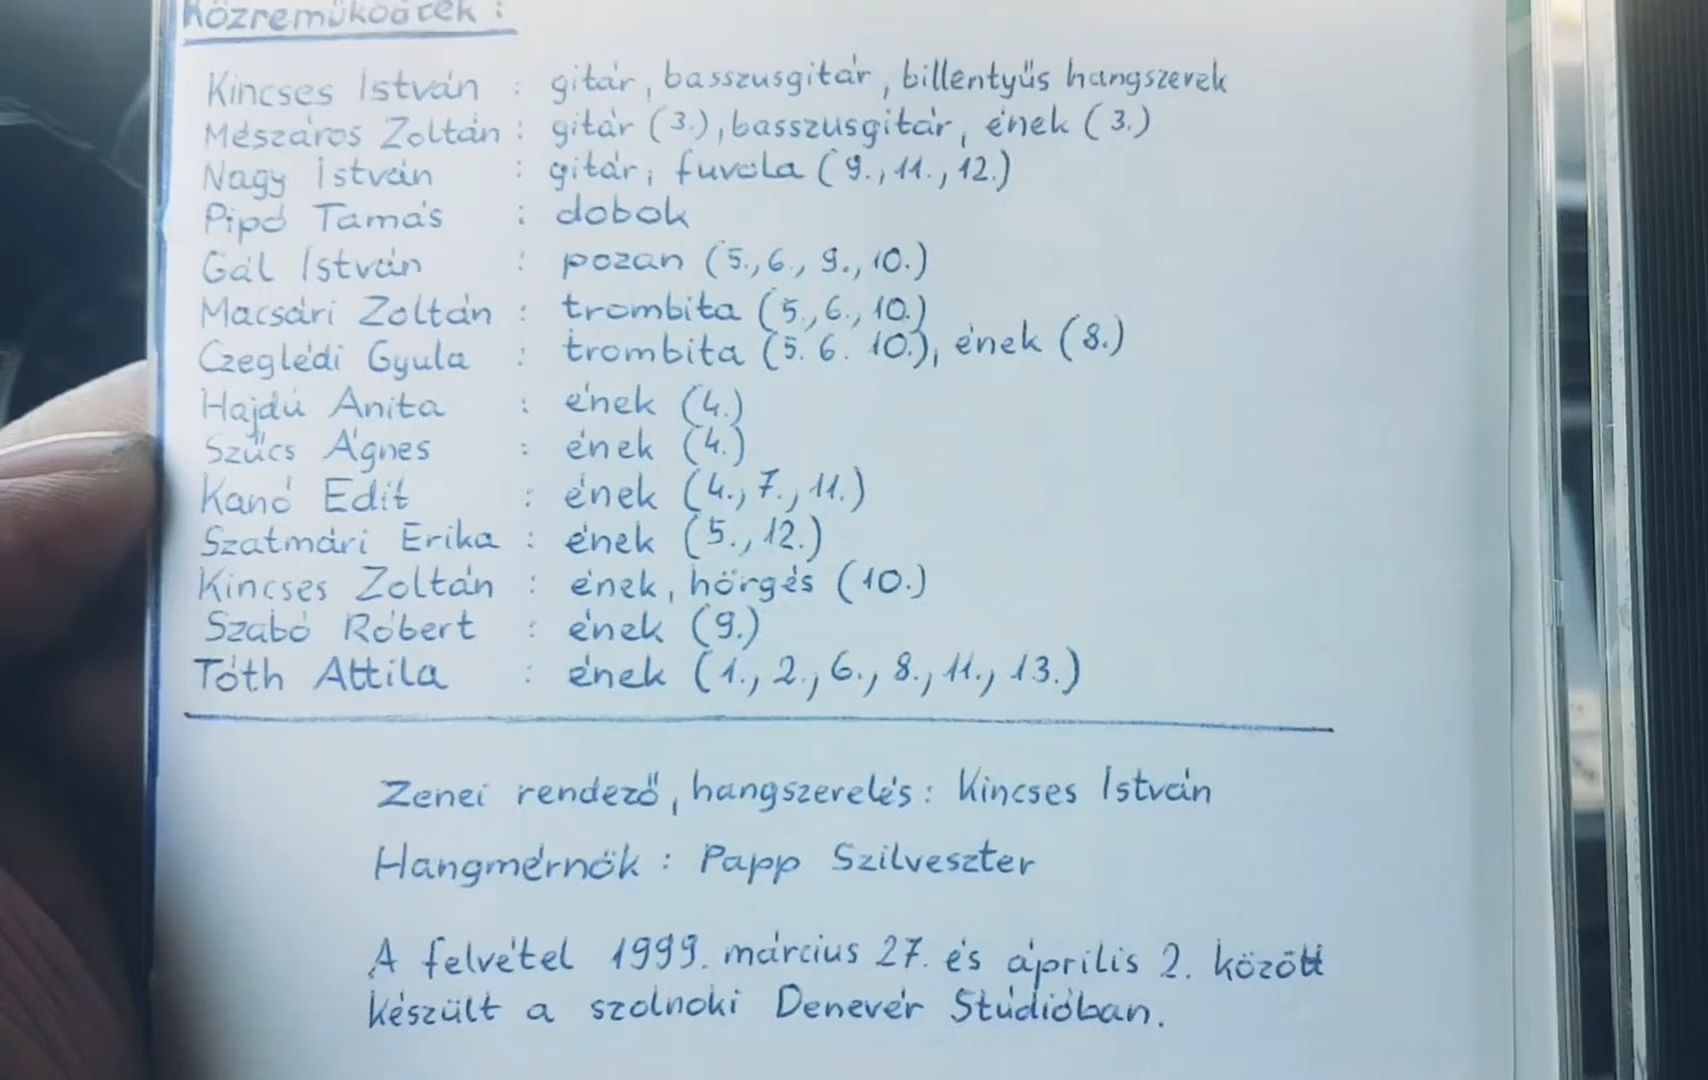 Közreműködtek :
Kincses István : gitár, basszusgitár, billentyűs hangszerek
Mészáros Zoltán : gitár (3.), basszusgitár, ének (3.)
Nagy István : gitár, fuvola (9., 11., 12.)
Pipó Tamás : dobok
Gál István : pozan (5., 6., 9., 10.)
Macsári Zoltán : trombita (5., 6., 10.)
Czeglédi Gyula : trombita (5. 6. 10.), ének (8.)
Hajdú Anita : ének (4.)
Szűcs Ágnes : ének (4.)
Kanó Edit : ének (4., 7., 11.)
Szatmári Erika : ének (5., 12.)
Kincses Zoltán : ének, hörgés (10.)
Szabó Róbert : ének (9.)
Tóth Attila : ének (1., 2., 6., 8., 11., 13.)
Zenei rendező, hangszerelés : Kincses István
Hangmérnök : Papp Szilveszter
A felvétel 1999. március 27. és április 2. között
készült a szolnoki Denevér Stúdióban.